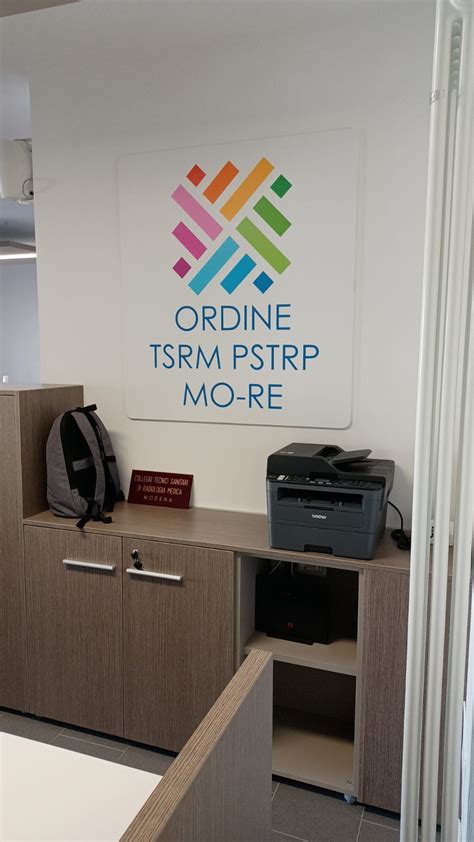 ORDINE
TSRM PSTRP
MO-RE
COLLEGIO TECNICI SANITARI
DI RADIOLOGIA MEDICA
MODENA
brother